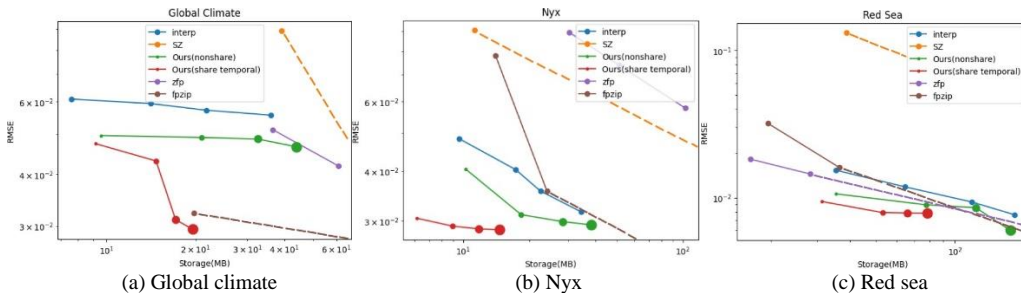 Global Climate
interp
SZ
Ours(nonshare)
Ours(share temporal)
zfp
fpzip
RMSE
6 × 10⁻²
4 × 10⁻²
3 × 10⁻²
10¹
2 × 10¹
3 × 10¹
4 × 10¹
6 × 10¹
Storage(MB)
(a) Global climate
Nyx
interp
SZ
Ours(nonshare)
Ours(share temporal)
zfp
fpzip
RMSE
6 × 10⁻²
4 × 10⁻²
3 × 10⁻²
10¹
10²
Storage(MB)
(b) Nyx
Red Sea
interp
SZ
Ours(nonshare)
Ours(share temporal)
zfp
fpzip
RMSE
10⁻¹
10⁻²
10²
Storage(MB)
(c) Red sea